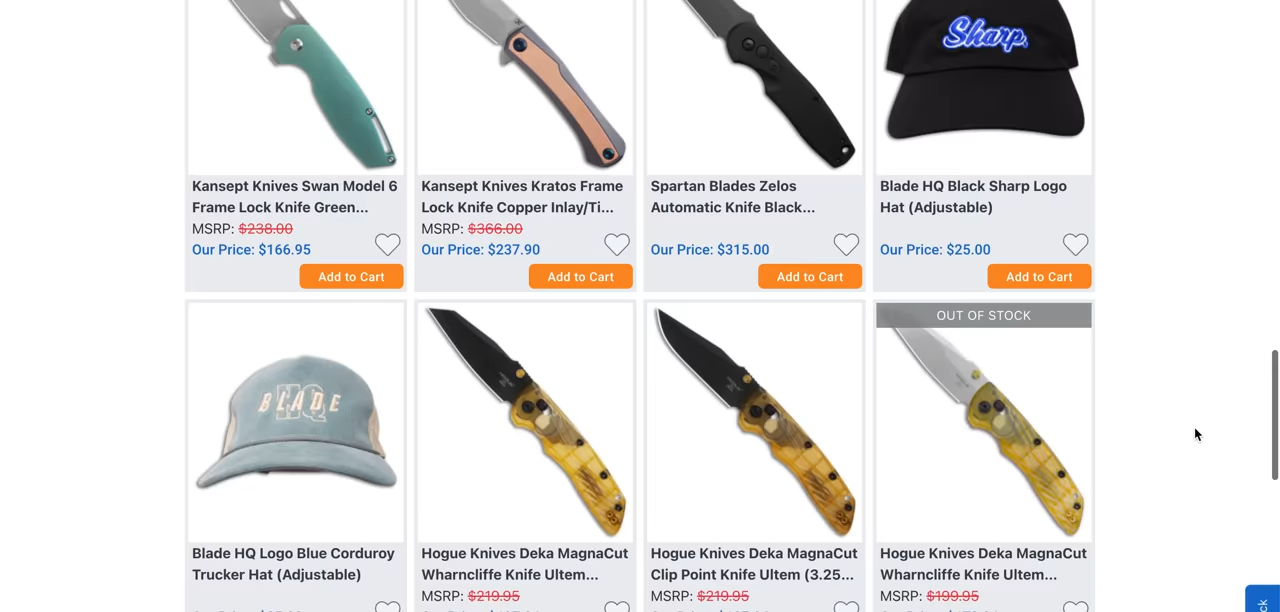 Sharp
Kansept Knives Swan Model 6
Frame Lock Knife Green...
MSRP: $238.00
Our Price: $166.95
Add to Cart
Kansept Knives Kratos Frame
Lock Knife Copper Inlay/Ti...
MSRP: $366.00
Our Price: $237.90
Add to Cart
Spartan Blades Zelos
Automatic Knife Black...
Our Price: $315.00
Add to Cart
Blade HQ Black Sharp Logo
Hat (Adjustable)
Our Price: $25.00
Add to Cart
BLADE
HQ
Blade HQ Logo Blue Corduroy
Trucker Hat (Adjustable)
Hogue Knives Deka MagnaCut
Wharncliffe Knife Ultem...
MSRP: $219.95
Hogue Knives Deka MagnaCut
Clip Point Knife Ultem (3.25...
MSRP: $219.95
OUT OF STOCK
Hogue Knives Deka MagnaCut
Wharncliffe Knife Ultem...
MSRP: $199.95